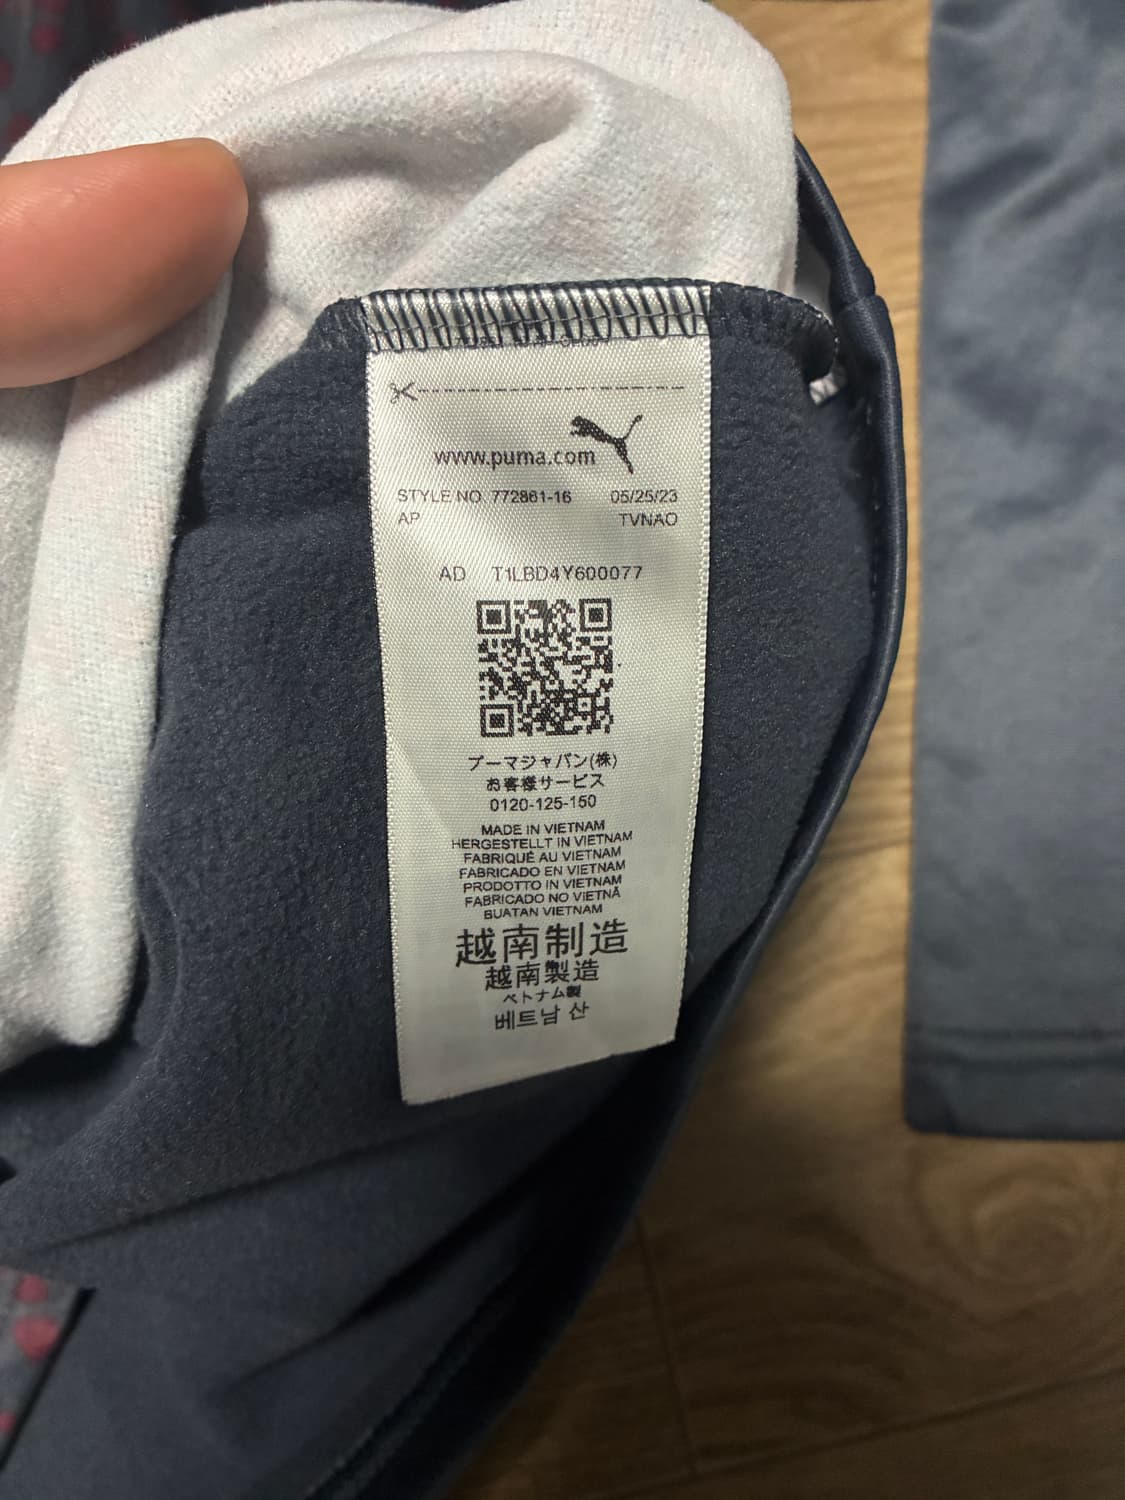 www.puma.com
STYLE NO 772861-16 05/25/23
AP TVNAO
AD T1LBD4Y600077
プーマジャパン(株)
お客様サービス
0120-125-150
MADE IN VIETNAM
HERGESTELLT IN VIETNAM
FABRIQUÉ AU VIETNAM
FABRICADO EN VIETNAM
PRODOTTO IN VIETNAM
FABRICADO NO VIETNÃ
BUATAN VIETNAM
越南制造
越南製造
ベトナム製
베트남 산